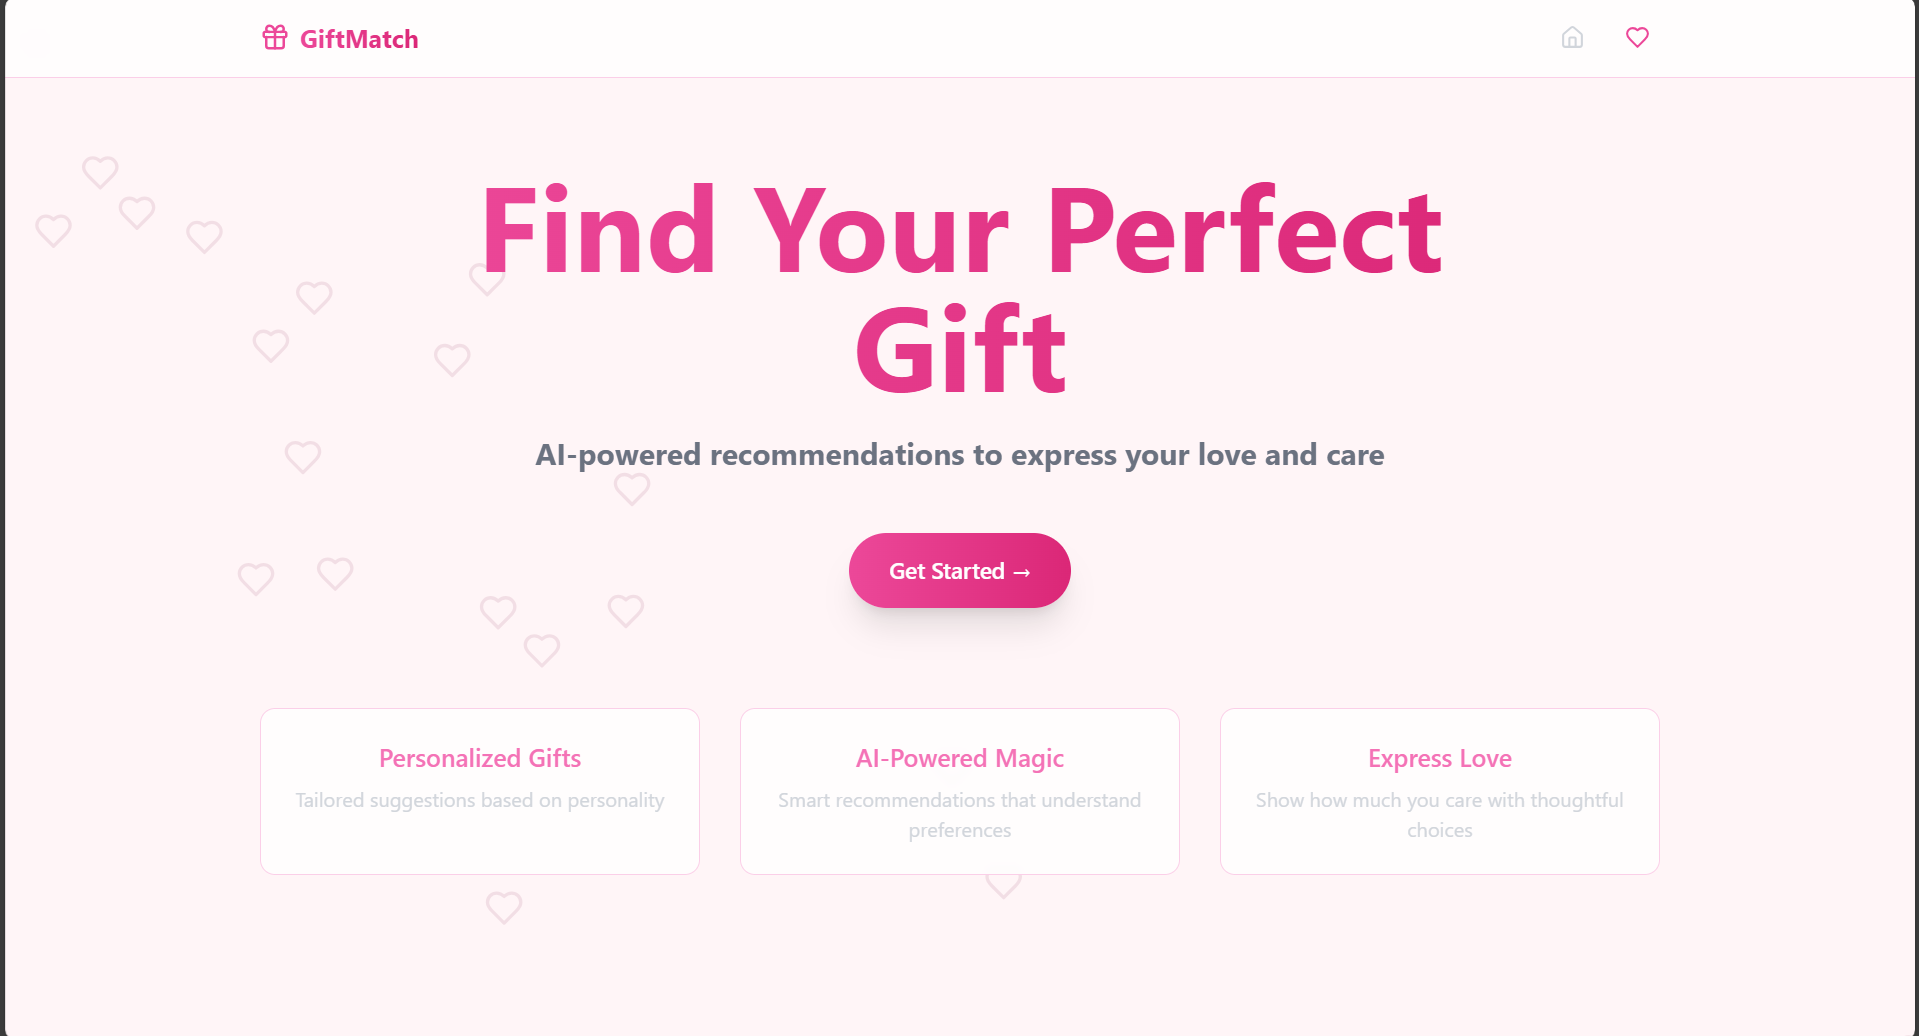 GiftMatch
Find Your Perfect
Gift
AI-powered recommendations to express your love and care
Get Started →
Personalized Gifts
Tailored suggestions based on personality
AI-Powered Magic
Smart recommendations that understand
preferences
Express Love
Show how much you care with thoughtful
choices